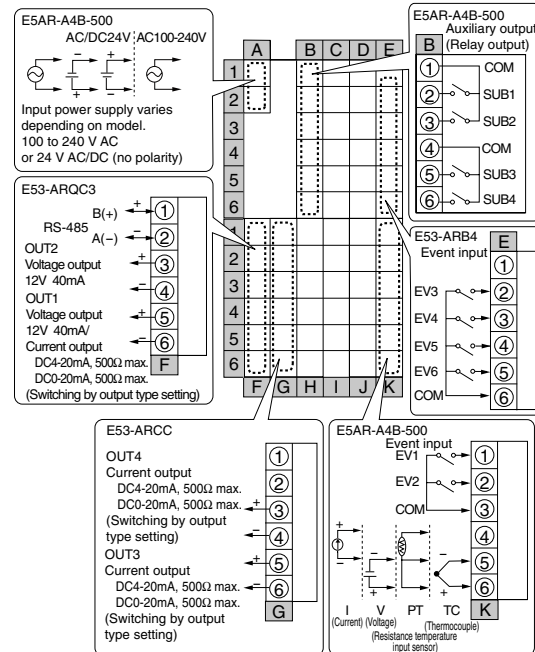 E5AR-A4B-500
AC/DC24V AC100-240V
Input power supply varies
depending on model.
100 to 240 V AC
or 24 V AC/DC (no polarity)
A B C D E
1
2
3
4
5
6
1
2
3
4
5
6
F G H I J K
E5AR-A4B-500
Auxiliary output
(Relay output)
B
1 COM
2 SUB1
3 SUB2
4 COM
5 SUB3
6 SUB4
E53-ARQC3
B(+) + 1
RS-485
A(−) − 2
OUT2
Voltage output + 3
12V 40mA − 4
OUT1
Voltage output + 5
12V 40mA/
Current output − 6
DC4-20mA, 500Ω max.
DC0-20mA, 500Ω max.
F
(Switching by output type setting)
E53-ARB4
Event input
E
1
EV3 2
EV4 3
EV5 4
EV6 5
COM 6
E53-ARCC
OUT4 1
Current output 2
DC4-20mA, 500Ω max.
DC0-20mA, 500Ω max. + 3
(Switching by output − 4
type setting)
OUT3 + 5
Current output
DC4-20mA, 500Ω max. − 6
DC0-20mA, 500Ω max.
G
(Switching by output
type setting)
E5AR-A4B-500
Event input
EV1 1
EV2 2
COM 3
4
5
6
K
I V PT TC
(Current) (Voltage) (Thermocouple)
(Resistance temperature
input sensor)